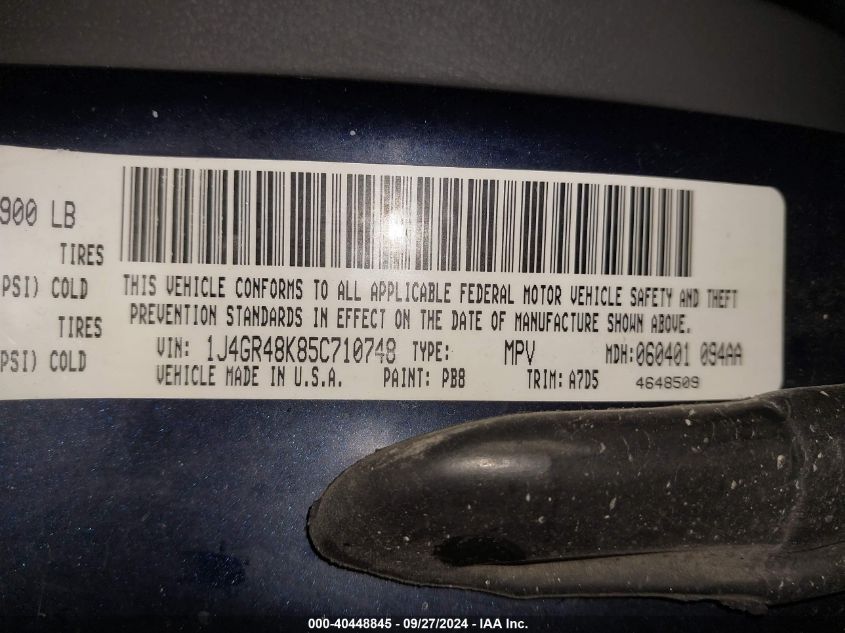 900 LB
TIRES
PSI) COLD
TIRES
PSI) COLD
THIS VEHICLE CONFORMS TO ALL APPLICABLE FEDERAL MOTOR VEHICLE SAFETY AND THEFT
PREVENTION STANDARDS IN EFFECT ON THE DATE OF MANUFACTURE SHOWN ABOVE.
VIN: 1J4GR48K85C710748 TYPE: MPV MDH:060401 094AA
VEHICLE MADE IN U.S.A. PAINT: PB8 TRIM: A7D5 4648509
000-40448845 / 09/27/2024 - IAA Inc.